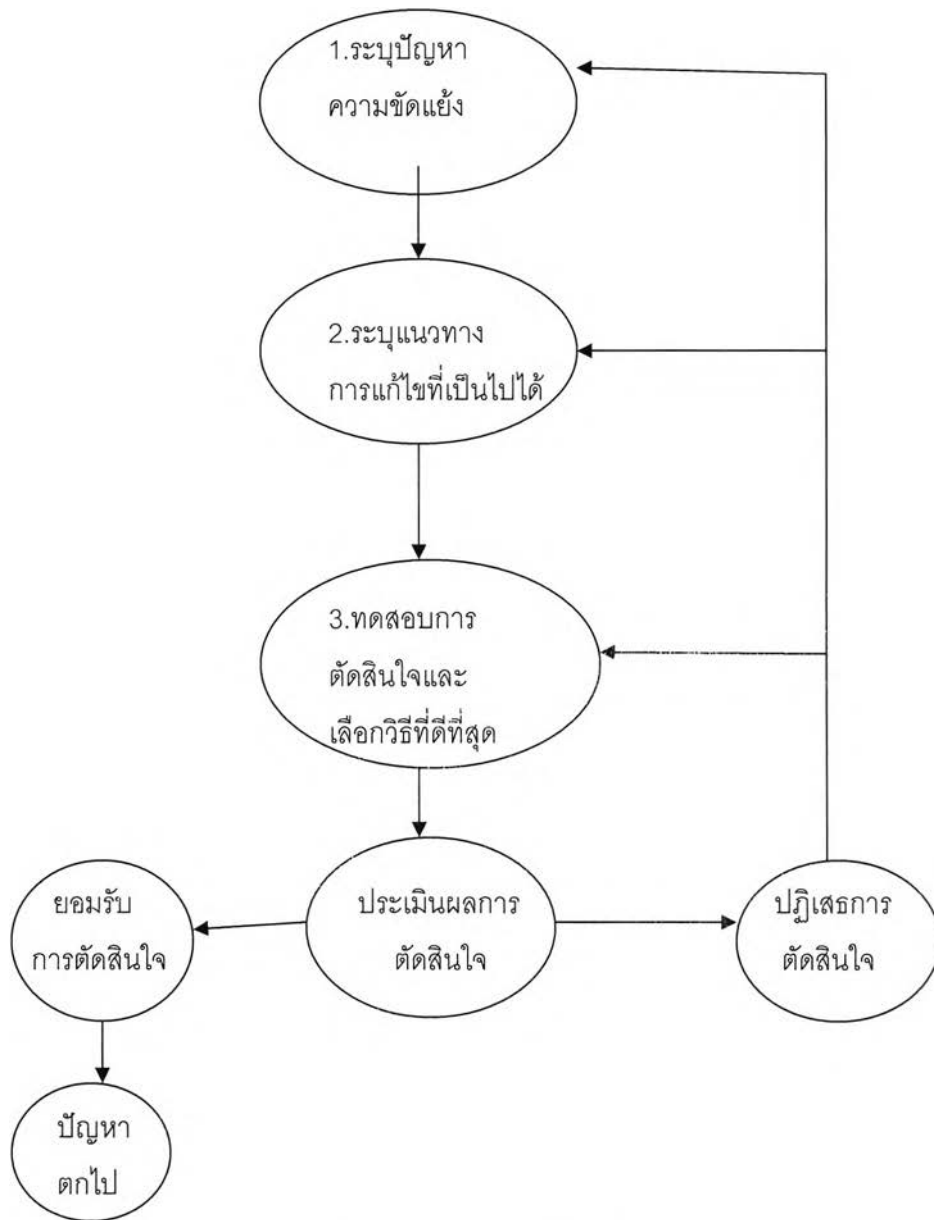 1.ระบุปัญหา
ความขัดแย้ง
2.ระบุแนวทาง
การแก้ไขที่เป็นไปได้
3.ทดสอบการ
ตัดสินใจและ
เลือกวิธีที่ดีที่สุด
ยอมรับ
การตัดสินใจ
ประเมินผลการ
ตัดสินใจ
ปฏิเสธการ
ตัดสินใจ
ปัญหา
ตกไป